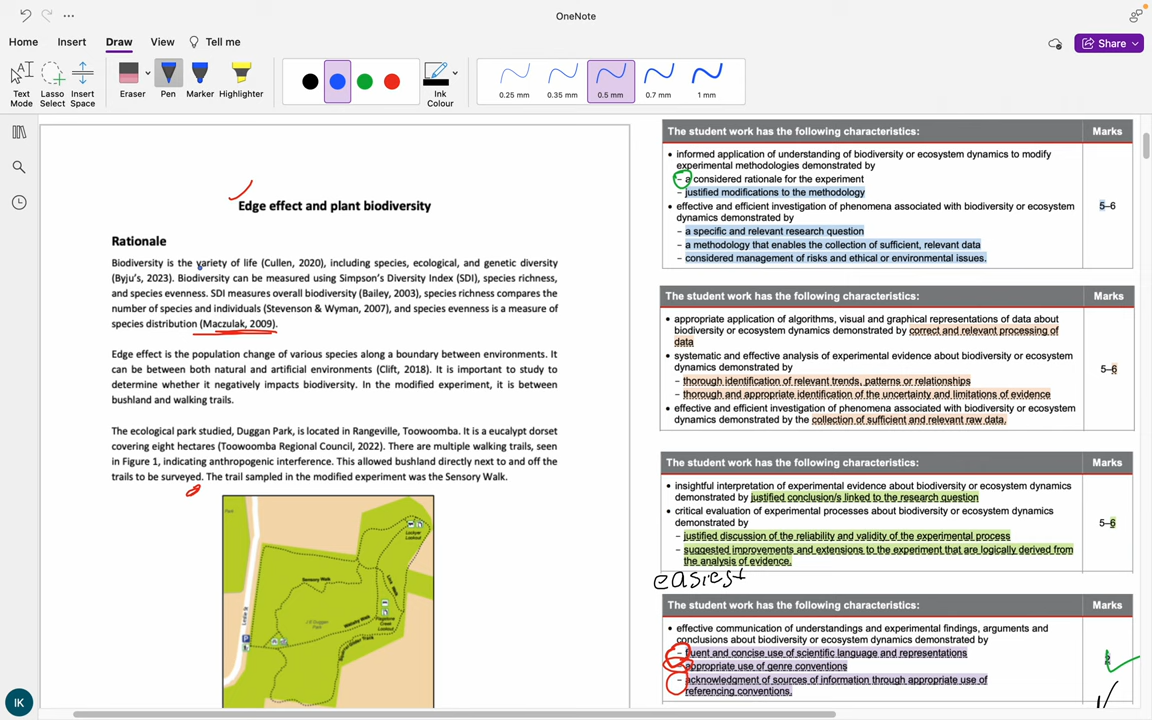 OneNote
Home Insert Draw View Tell me
Share
Text Mode
Lasso Select
Insert Space
Eraser
Pen
Marker
Highlighter
Ink Colour
0.25 mm 0.35 mm 0.5 mm 0.7 mm 1 mm
Edge effect and plant biodiversity
Rationale
Biodiversity is the variety of life (Cullen, 2020), including species, ecological, and genetic diversity
(Byju's, 2023). Biodiversity can be measured using Simpson's Diversity Index (SDI), species richness,
and species evenness. SDI measures overall biodiversity (Bailey, 2003), species richness compares the
number of species and individuals (Stevenson & Wyman, 2007), and species evenness is a measure of
species distribution (Maczulak, 2009).
Edge effect is the population change of various species along a boundary between environments. It
can be between both natural and artificial environments (Clift, 2018). It is important to study to
determine whether it negatively impacts biodiversity. In the modified experiment, it is between
bushland and walking trails.
The ecological park studied, Duggan Park, is located in Rangeville, Toowoomba. It is a eucalypt dorset
covering eight hectares (Toowoomba Regional Council, 2022). There are multiple walking trails, seen
in Figure 1, indicating anthropogenic interference. This allowed bushland directly next to and off the
trails to be surveyed. The trail sampled in the modified experiment was the Sensory Walk.
Park
Lookout
Sensory Walk
Leslie St
J E Duggan
Park
Wallaby Walk
Lookout
The student work has the following characteristics: Marks
• informed application of understanding of biodiversity or ecosystem dynamics to modify
experimental methodologies demonstrated by
– a considered rationale for the experiment
– justified modifications to the methodology
• effective and efficient investigation of phenomena associated with biodiversity or ecosystem
dynamics demonstrated by
– a specific and relevant research question
– a methodology that enables the collection of sufficient, relevant data
– considered management of risks and ethical or environmental issues.
5–6
The student work has the following characteristics: Marks
• appropriate application of algorithms, visual and graphical representations of data about
biodiversity or ecosystem dynamics demonstrated by correct and relevant processing of
data
• systematic and effective analysis of experimental evidence about biodiversity or ecosystem
dynamics demonstrated by
– thorough identification of relevant trends, patterns or relationships
– thorough and appropriate identification of the uncertainty and limitations of evidence
• effective and efficient investigation of phenomena associated with biodiversity or ecosystem
dynamics demonstrated by the collection of sufficient and relevant raw data.
5–6
The student work has the following characteristics: Marks
• insightful interpretation of experimental evidence about biodiversity or ecosystem dynamics
demonstrated by justified conclusion/s linked to the research question
• critical evaluation of experimental processes about biodiversity or ecosystem dynamics
demonstrated by
– justified discussion of the reliability and validity of the experimental process
– suggested improvements and extensions to the experiment that are logically derived from
the analysis of evidence.
5–6
easiest
The student work has the following characteristics: Marks
• effective communication of understandings and experimental findings, arguments and
conclusions about biodiversity or ecosystem dynamics demonstrated by
– fluent and concise use of scientific language and representations
– appropriate use of genre conventions
– acknowledgment of sources of information through appropriate use of
referencing conventions.
2
IK